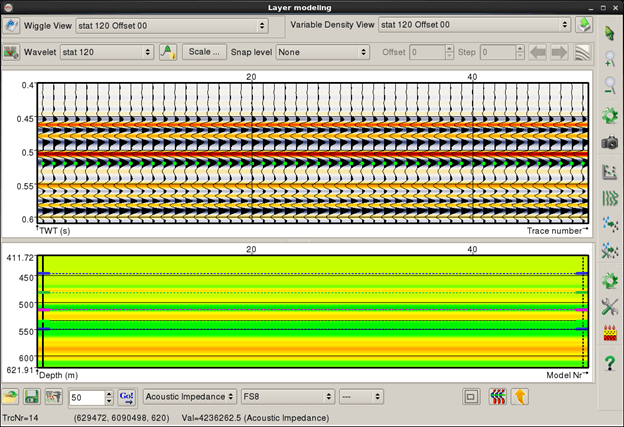 Layer modeling
Wiggle View stat 120 Offset 00 Variable Density View stat 120 Offset 00
Wavelet stat 120 Scale ... Snap level None Offset 0 Step 0
20 40
0.4
0.45
0.5
0.55
0.6
TWT (s) Trace number
20 40
411.72
450
500
550
600
621.91
Depth (m) Model Nr
50 Go! Acoustic Impedance FS8 ---
TrcNr=14 (629472, 6090498, 620) Val=4236262.5 (Acoustic Impedance)